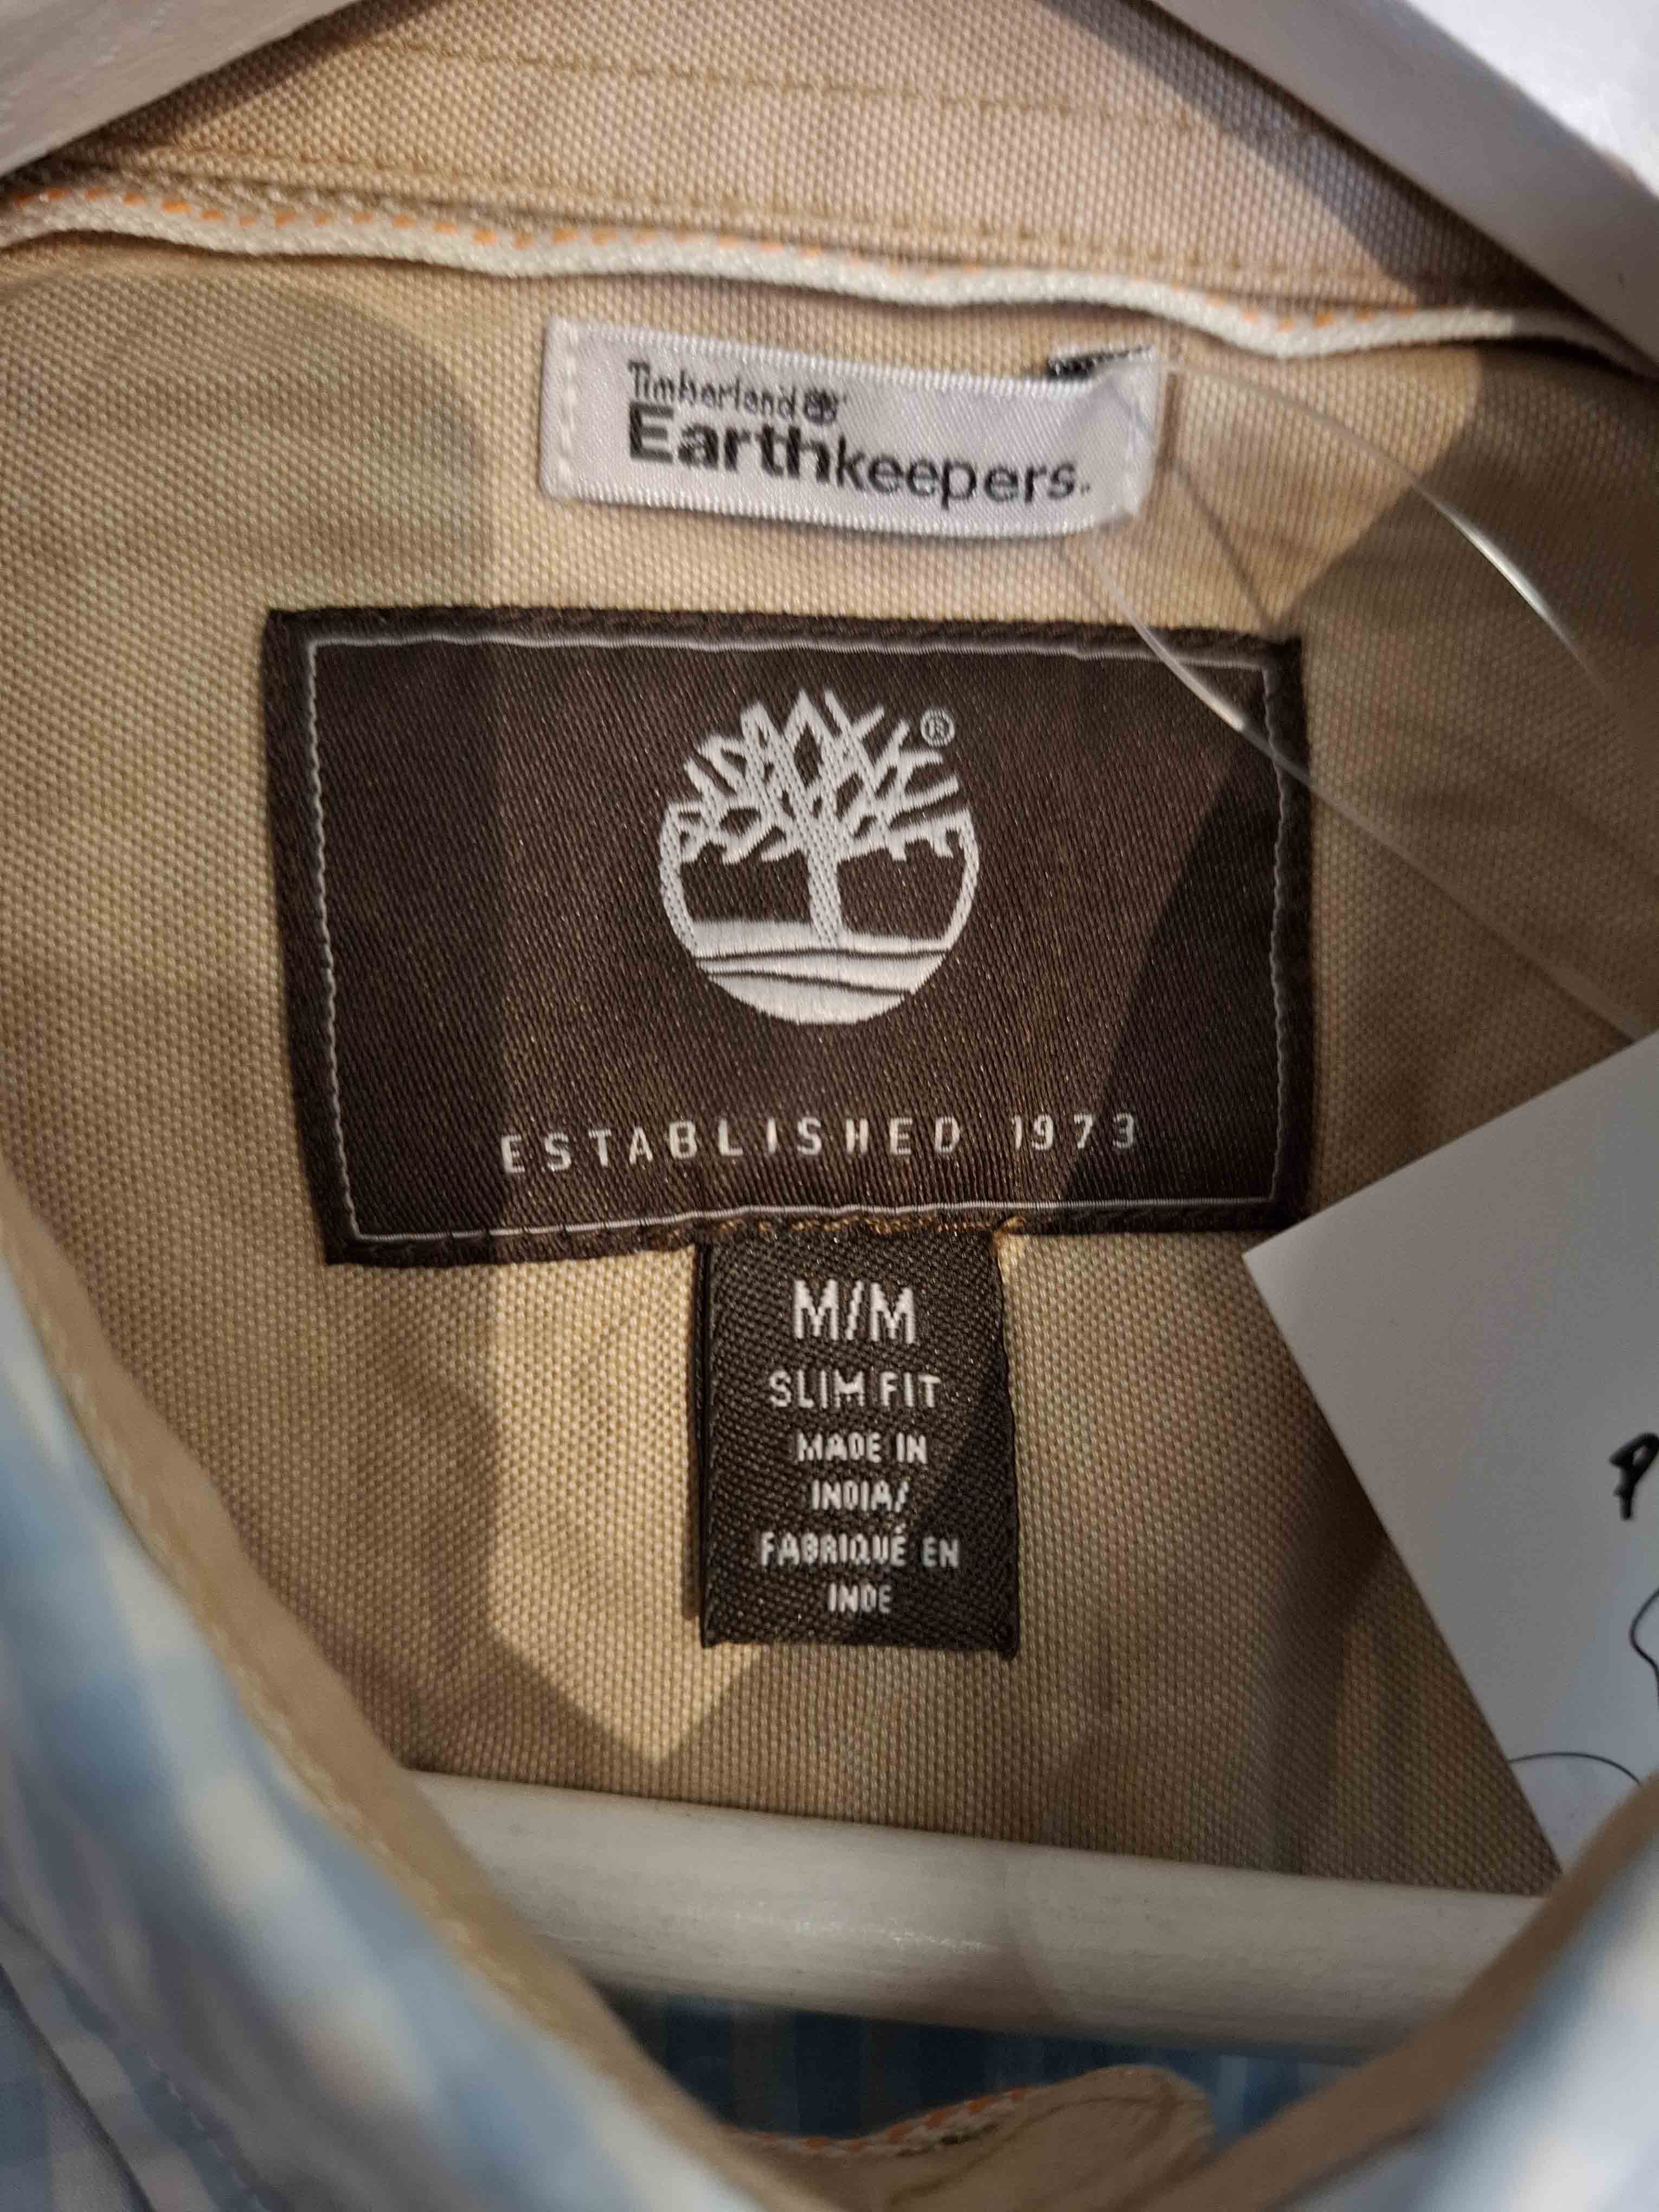 Timberland
Earthkeepers.
®
ESTABLISHED 1973
M/M
SLIM FIT
MADE IN
INDIA/
FABRIQUÉ EN
INDE